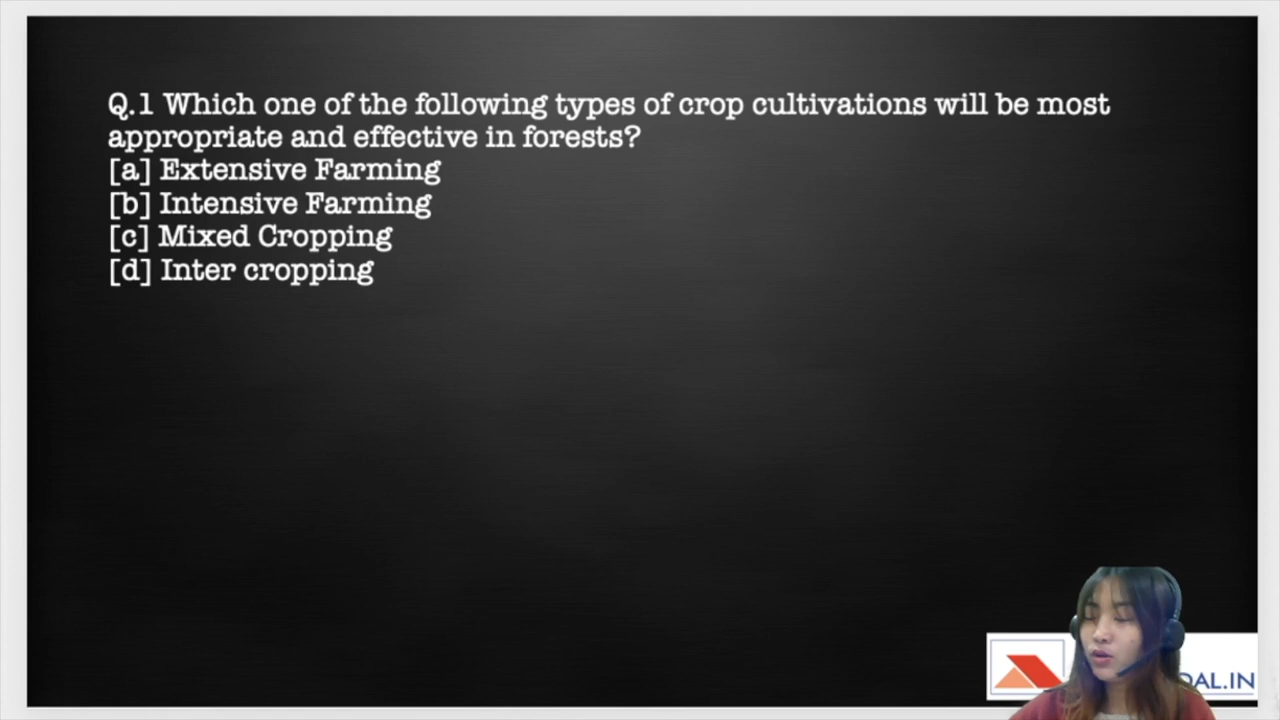 Q.1 Which one of the following types of crop cultivations will be most
appropriate and effective in forests?
[a] Extensive Farming
[b] Intensive Farming
[c] Mixed Cropping
[d] Inter cropping
DAL.IN